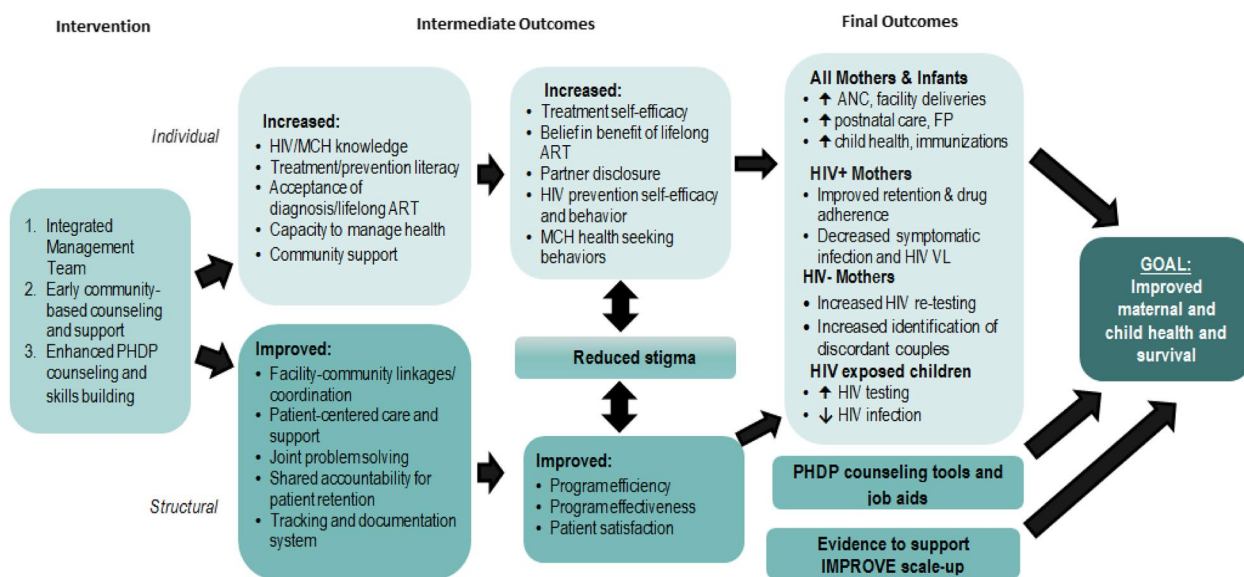 Intervention
Intermediate Outcomes
Final Outcomes
Individual
Structural
1. Integrated
Management
Team
2. Early community-
based counseling
and support
3. Enhanced PHDP
counseling and
skills building
Increased:
• HIV/MCH knowledge
• Treatment/prevention literacy
• Acceptance of
diagnosis/lifelong ART
• Capacity to manage health
• Community support
Improved:
• Facility-community linkages/
coordination
• Patient-centered care and
support
• Joint problem solving
• Shared accountability for
patient retention
• Tracking and documentation
system
Increased:
• Treatment self-efficacy
• Belief in benefit of lifelong
ART
• Partner disclosure
• HIV prevention self-efficacy
and behavior
• MCH health seeking
behaviors
Reduced stigma
Improved:
• Program efficiency
• Program effectiveness
• Patient satisfaction
All Mothers & Infants
• ↑ ANC, facility deliveries
• ↑ postnatal care, FP
• ↑ child health, immunizations
HIV+ Mothers
• Improved retention & drug
adherence
• Decreased symptomatic
infection and HIV VL
HIV- Mothers
• Increased HIV re-testing
• Increased identification of
discordant couples
HIV exposed children
• ↑ HIV testing
• ↓ HIV infection
PHDP counseling tools and
job aids
Evidence to support
IMPROVE scale-up
GOAL:
Improved
maternal and
child health and
survival